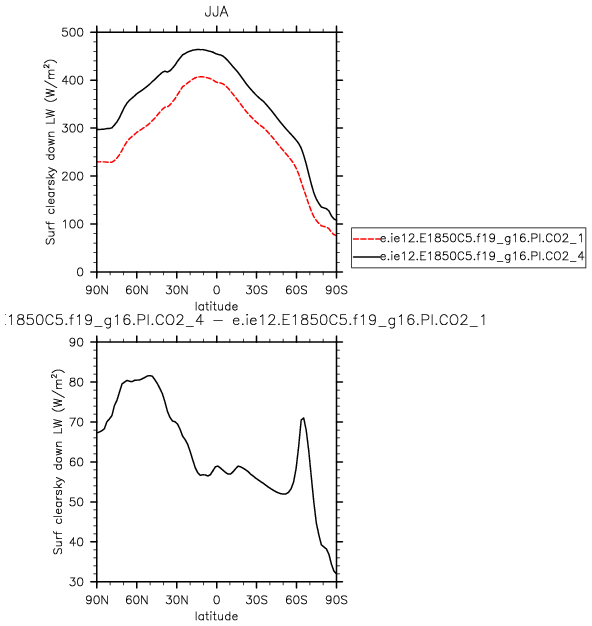 JJA
500
400
300
200
100
0
Surf clearsky down LW (W/m²)
90N 60N 30N 0 30S 60S 90S
latitude
e.ie12.E1850C5.f19_g16.PI.CO2_1
e.ie12.E1850C5.f19_g16.PI.CO2_4
:1850C5.f19_g16.PI.CO2_4 – e.ie12.E1850C5.f19_g16.PI.CO2_1
90
80
70
60
50
40
30
Surf clearsky down LW (W/m²)
90N 60N 30N 0 30S 60S 90S
latitude